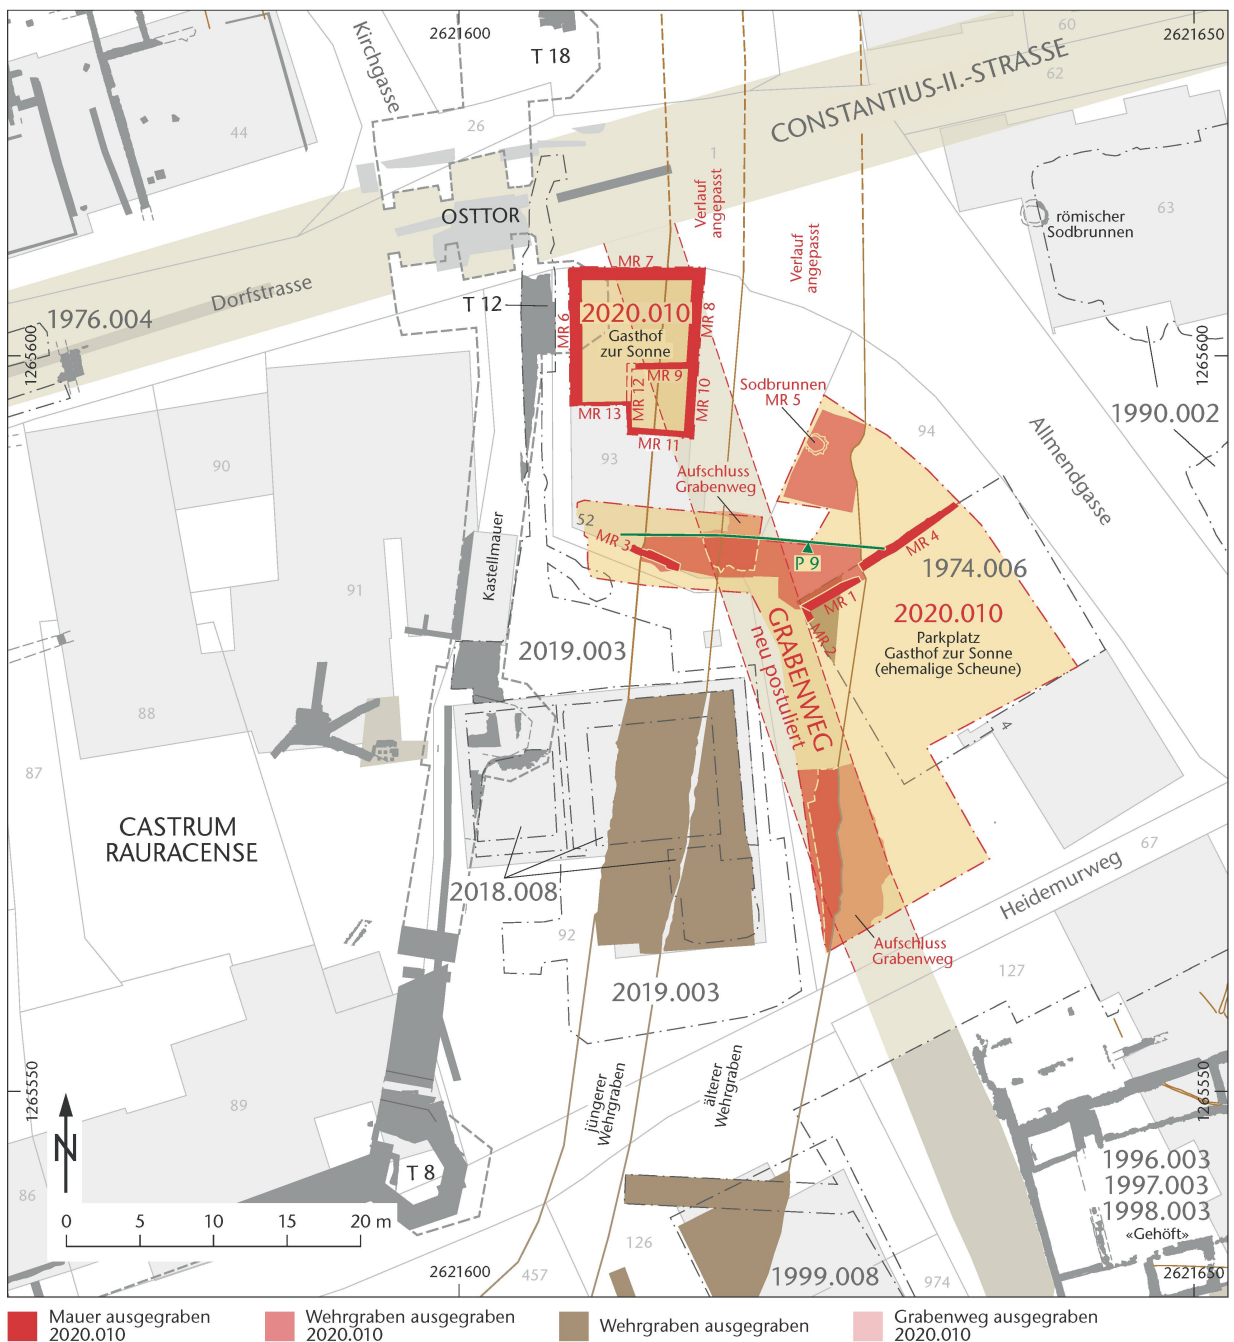 2621600
2621650
60
T 18
Kirchgasse
CONSTANTIUS-II.-STRASSE
62
26
44
1
Verlauf
angepasst
63
OSTTOR
römischer
Sodbrunnen
Verlauf
angepasst
MR 7
Dorfstrasse
T 12
1976.004
2020.010
Gasthof
zur Sonne
MR 6
MR 8
1265600
1265600
MR 9
MR 12
MR 10
Sodbrunnen
MR 5
MR 13
MR 11
1990.002
94
90
93
Aufschluss
Grabenweg
Allmendgasse
52
MR 3
MR 4
P 9
Kastellmauer
1974.006
91
MR 1
2020.010
MR 2
Parkplatz
Gasthof zur Sonne
(ehemalige Scheune)
2019.003
GRABENWEG
neu postuliert
88
4
87
CASTRUM
RAURACENSE
67
Heidemurweg
2018.008
92
Aufschluss
Grabenweg
127
2019.003
jüngerer
Wehrgraben
älterer
Wehrgraben
1265550
1265550
89
N
T 8
1996.003
1997.003
1998.003
«Gehöft»
86
0 5 10 15 20 m
126
457
1999.008
974
2621600
2621650
Mauer ausgegraben
2020.010
Wehrgraben ausgegraben
2020.010
Wehrgraben ausgegraben
Grabenweg ausgegraben
2020.010